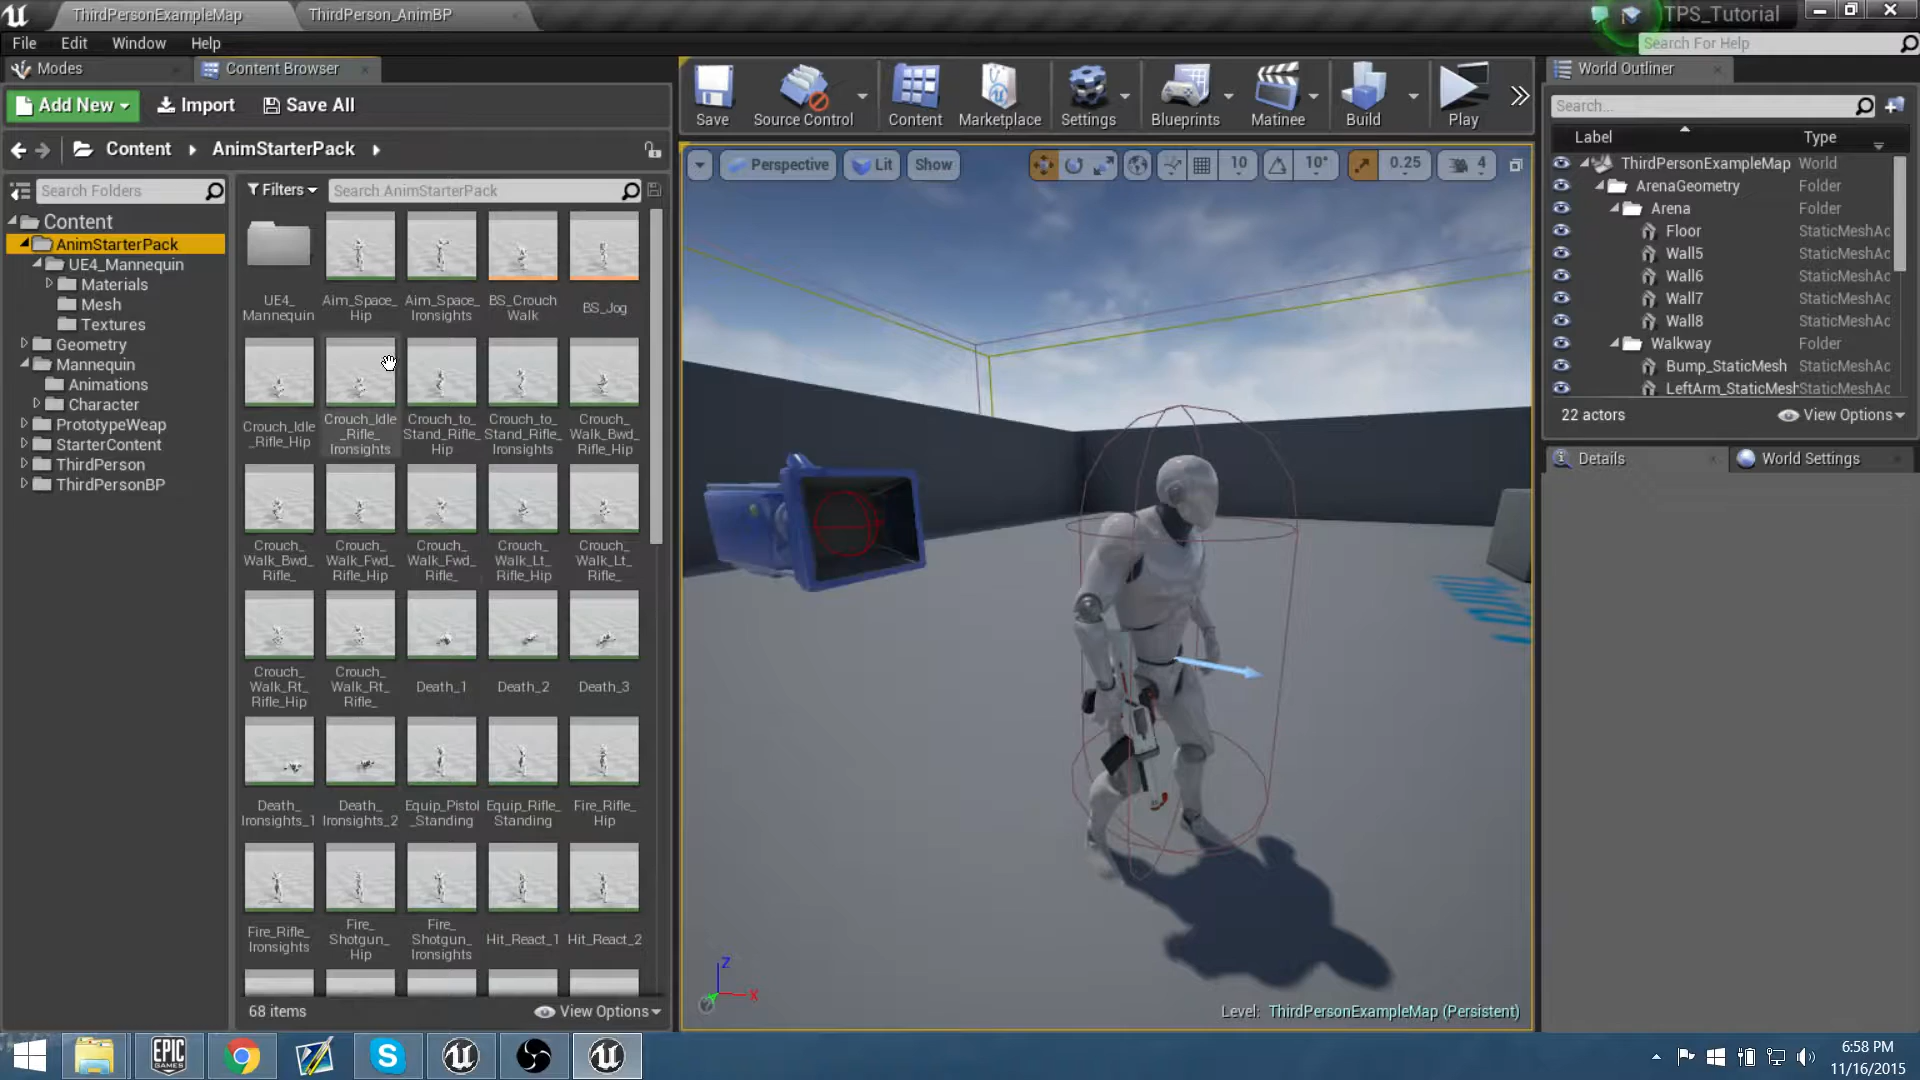 ThirdPersonExampleMap
ThirdPerson_AnimBP
TPS_Tutorial
File
Edit
Window
Help
Search For Help
Modes
Content Browser
World Outliner
Add New
Import
Save All
Save
Source Control
Content
Marketplace
Settings
Blueprints
Matinee
Build
Play
Search...
Label
Type
Content
AnimStarterPack
Search Folders
Filters
Search AnimStarterPack
Perspective
Lit
Show
10
10°
0.25
4
Content
AnimStarterPack
UE4_Mannequin
Materials
Mesh
Textures
Geometry
Mannequin
Animations
Character
PrototypeWeap
StarterContent
ThirdPerson
ThirdPersonBP
UE4_
Mannequin
Aim_Space_
Hip
Aim_Space_
Ironsights
BS_Crouch
Walk
BS_Jog
Crouch_Idle
_Rifle_Hip
Crouch_Idle
_Rifle_
Ironsights
Crouch_to_
Stand_Rifle_
Hip
Crouch_to_
Stand_Rifle_
Ironsights
Crouch_
Walk_Bwd_
Rifle_Hip
Crouch_
Walk_Bwd_
Rifle_
Crouch_
Walk_Fwd_
Rifle_Hip
Crouch_
Walk_Fwd_
Rifle_
Crouch_
Walk_Lt_
Rifle_Hip
Crouch_
Walk_Lt_
Rifle_
Crouch_
Walk_Rt_
Rifle_Hip
Crouch_
Walk_Rt_
Rifle_
Death_1
Death_2
Death_3
Death_
Ironsights_1
Death_
Ironsights_2
Equip_Pistol
_Standing
Equip_Rifle_
Standing
Fire_Rifle_
Hip
Fire_Rifle_
Ironsights
Fire_
Shotgun_
Hip
Fire_
Shotgun_
Ironsights
Hit_React_1
Hit_React_2
68 items
View Options
Z
X
Level: ThirdPersonExampleMap (Persistent)
ThirdPersonExampleMap World
ArenaGeometry Folder
Arena Folder
Floor StaticMeshAc
Wall5 StaticMeshAc
Wall6 StaticMeshAc
Wall7 StaticMeshAc
Wall8 StaticMeshAc
Walkway Folder
Bump_StaticMesh StaticMeshAc
LeftArm_StaticMesh StaticMeshAc
22 actors
View Options
Details
World Settings
EPIC
GAMES
6:58 PM
11/16/2015